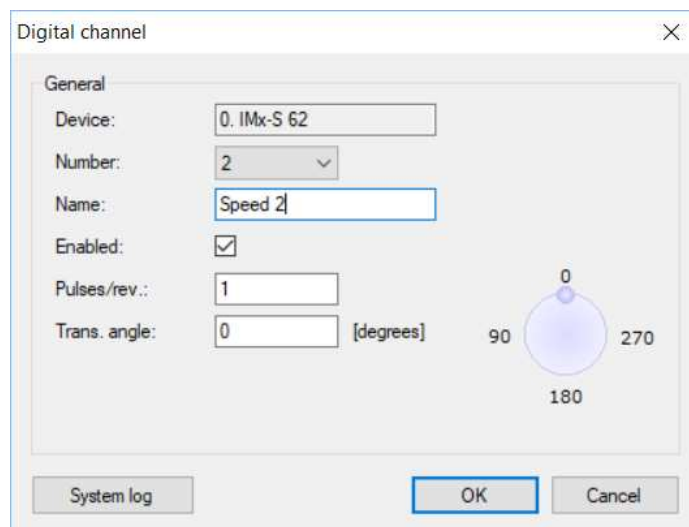 Digital channel
General
Device: 0. IMx-S 62
Number: 2
Name: Speed 2
Enabled:
Pulses/rev.: 1
Trans. angle: 0 [degrees]
0
90 270
180
System log OK Cancel